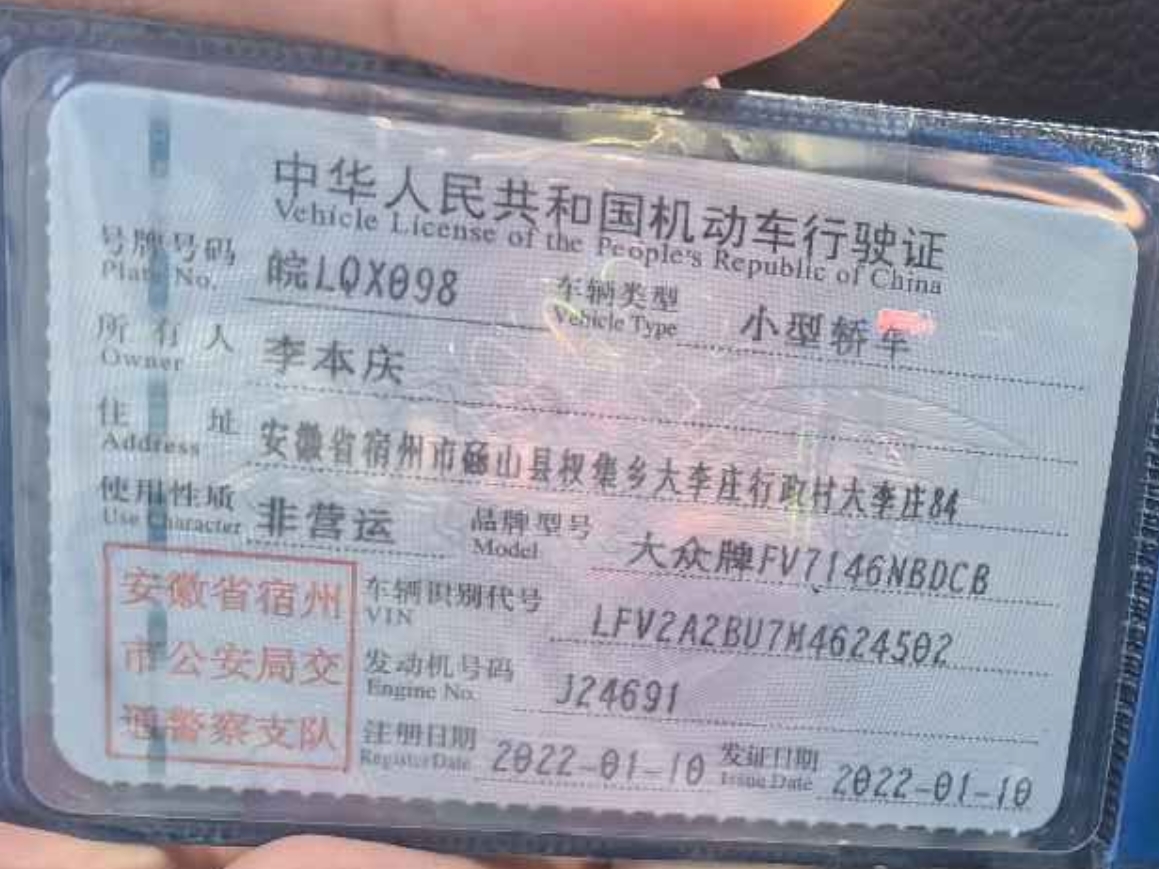 中华人民共和国机动车行驶证
Vehicle License of the People's Republic of China
号牌号码 皖LQX098 车辆类型 小型轿车
Plate No. Vehicle Type
所有人 李本庆
Owner
住址 安徽省宿州市砀山县权集乡大李庄行政村大李庄84
Address
使用性质 非营运 品牌型号 大众牌FV7146NBDCB
Use Character Model
安徽省宿州
市公安局交
通警察支队
车辆识别代号 LFV2A2BU7M4624502
VIN
发动机号码 J24691
Engine No.
注册日期 2022-01-10 发证日期 2022-01-10
Register Date Issue Date